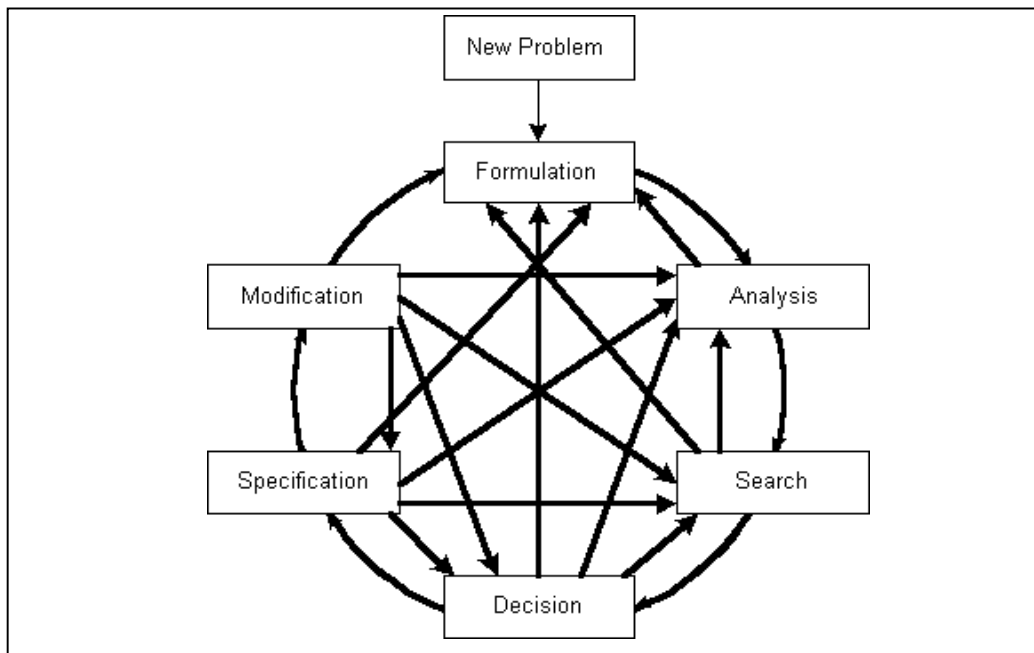 New Problem
Formulation
Modification
Analysis
Specification
Search
Decision